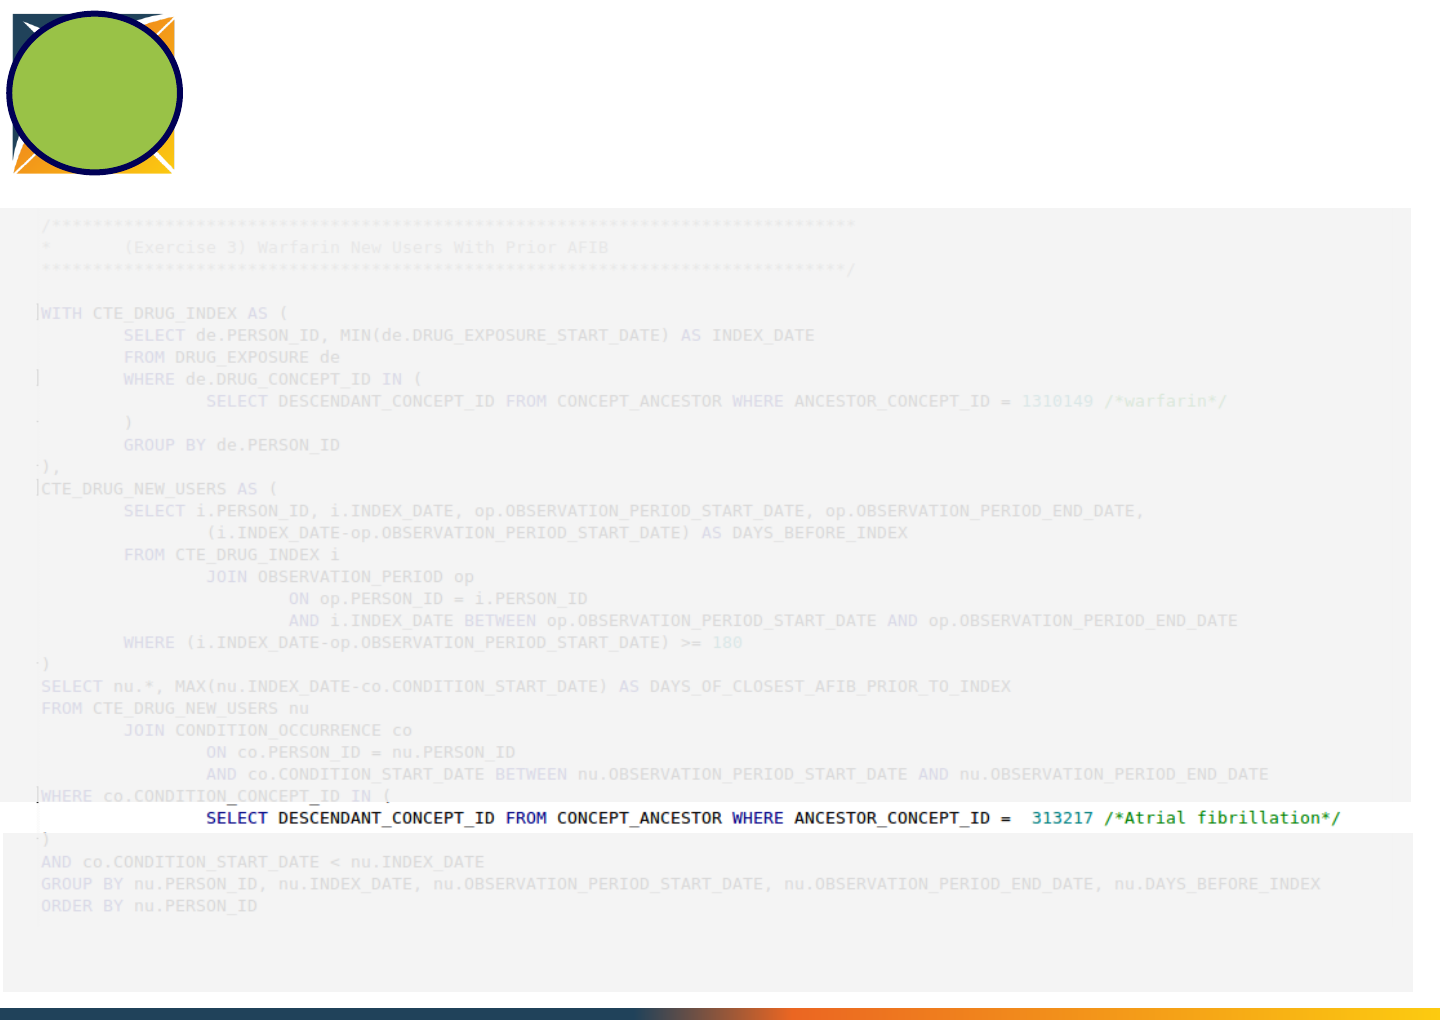 /******************************************************************************
* (Exercise 3) Warfarin New Users With Prior AFIB
******************************************************************************/
WITH CTE_DRUG_INDEX AS (
SELECT de.PERSON_ID, MIN(de.DRUG_EXPOSURE_START_DATE) AS INDEX_DATE
FROM DRUG_EXPOSURE de
WHERE de.DRUG_CONCEPT_ID IN (
SELECT DESCENDANT_CONCEPT_ID FROM CONCEPT_ANCESTOR WHERE ANCESTOR_CONCEPT_ID = 1310149 /*warfarin*/
)
GROUP BY de.PERSON_ID
),
CTE_DRUG_NEW_USERS AS (
SELECT i.PERSON_ID, i.INDEX_DATE, op.OBSERVATION_PERIOD_START_DATE, op.OBSERVATION_PERIOD_END_DATE,
(i.INDEX_DATE-op.OBSERVATION_PERIOD_START_DATE) AS DAYS_BEFORE_INDEX
FROM CTE_DRUG_INDEX i
JOIN OBSERVATION_PERIOD op
ON op.PERSON_ID = i.PERSON_ID
AND i.INDEX_DATE BETWEEN op.OBSERVATION_PERIOD_START_DATE AND op.OBSERVATION_PERIOD_END_DATE
WHERE (i.INDEX_DATE-op.OBSERVATION_PERIOD_START_DATE) >= 180
)
SELECT nu.*, MAX(nu.INDEX_DATE-co.CONDITION_START_DATE) AS DAYS_OF_CLOSEST_AFIB_PRIOR_TO_INDEX
FROM CTE_DRUG_NEW_USERS nu
JOIN CONDITION_OCCURRENCE co
ON co.PERSON_ID = nu.PERSON_ID
AND co.CONDITION_START_DATE BETWEEN nu.OBSERVATION_PERIOD_START_DATE AND nu.OBSERVATION_PERIOD_END_DATE
WHERE co.CONDITION_CONCEPT_ID IN (
SELECT DESCENDANT_CONCEPT_ID FROM CONCEPT_ANCESTOR WHERE ANCESTOR_CONCEPT_ID = 313217 /*Atrial fibrillation*/
)
AND co.CONDITION_START_DATE < nu.INDEX_DATE
GROUP BY nu.PERSON_ID, nu.INDEX_DATE, nu.OBSERVATION_PERIOD_START_DATE, nu.OBSERVATION_PERIOD_END_DATE, nu.DAYS_BEFORE_INDEX
ORDER BY nu.PERSON_ID